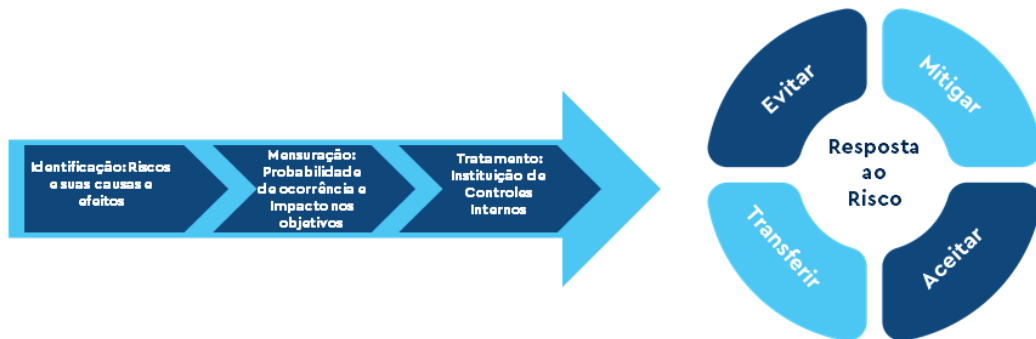 Identificação: Riscos
e suas causas e
efeitos
Mensuração:
Probabilidade
de ocorrência e
Impacto nos
objetivos
Tratamento:
Instituição de
Controles
Internos
Evitar
Mitigar
Resposta
ao
Risco
Transferir
Aceitar